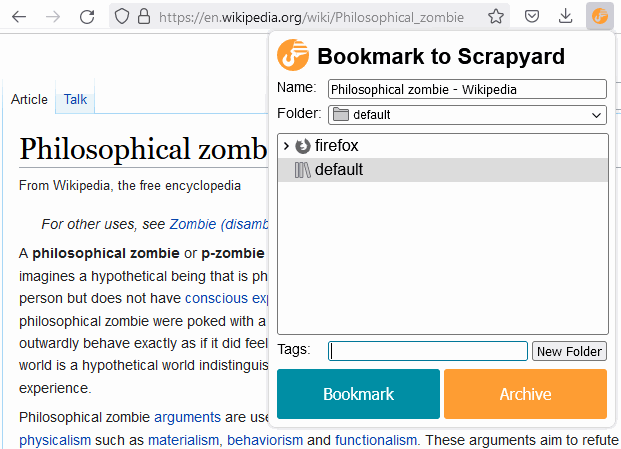 https://en.wikipedia.org/wiki/Philosophical_zombie
Bookmark to Scrapyard
Name: Philosophical zombie - Wikipedia
Folder: default
firefox
default
Tags:
New Folder
Bookmark
Archive
Article Talk
Philosophical zomb
From Wikipedia, the free encyclopedia
For other uses, see Zombie (disamb
A philosophical zombie or p-zombie
imagines a hypothetical being that is ph
person but does not have conscious exp
philosophical zombie were poked with a
outwardly behave exactly as if it did feel
world is a hypothetical world indistinguis
experience.
Philosophical zombie arguments are use
physicalism such as materialism, behaviorism and functionalism. These arguments aim to refute